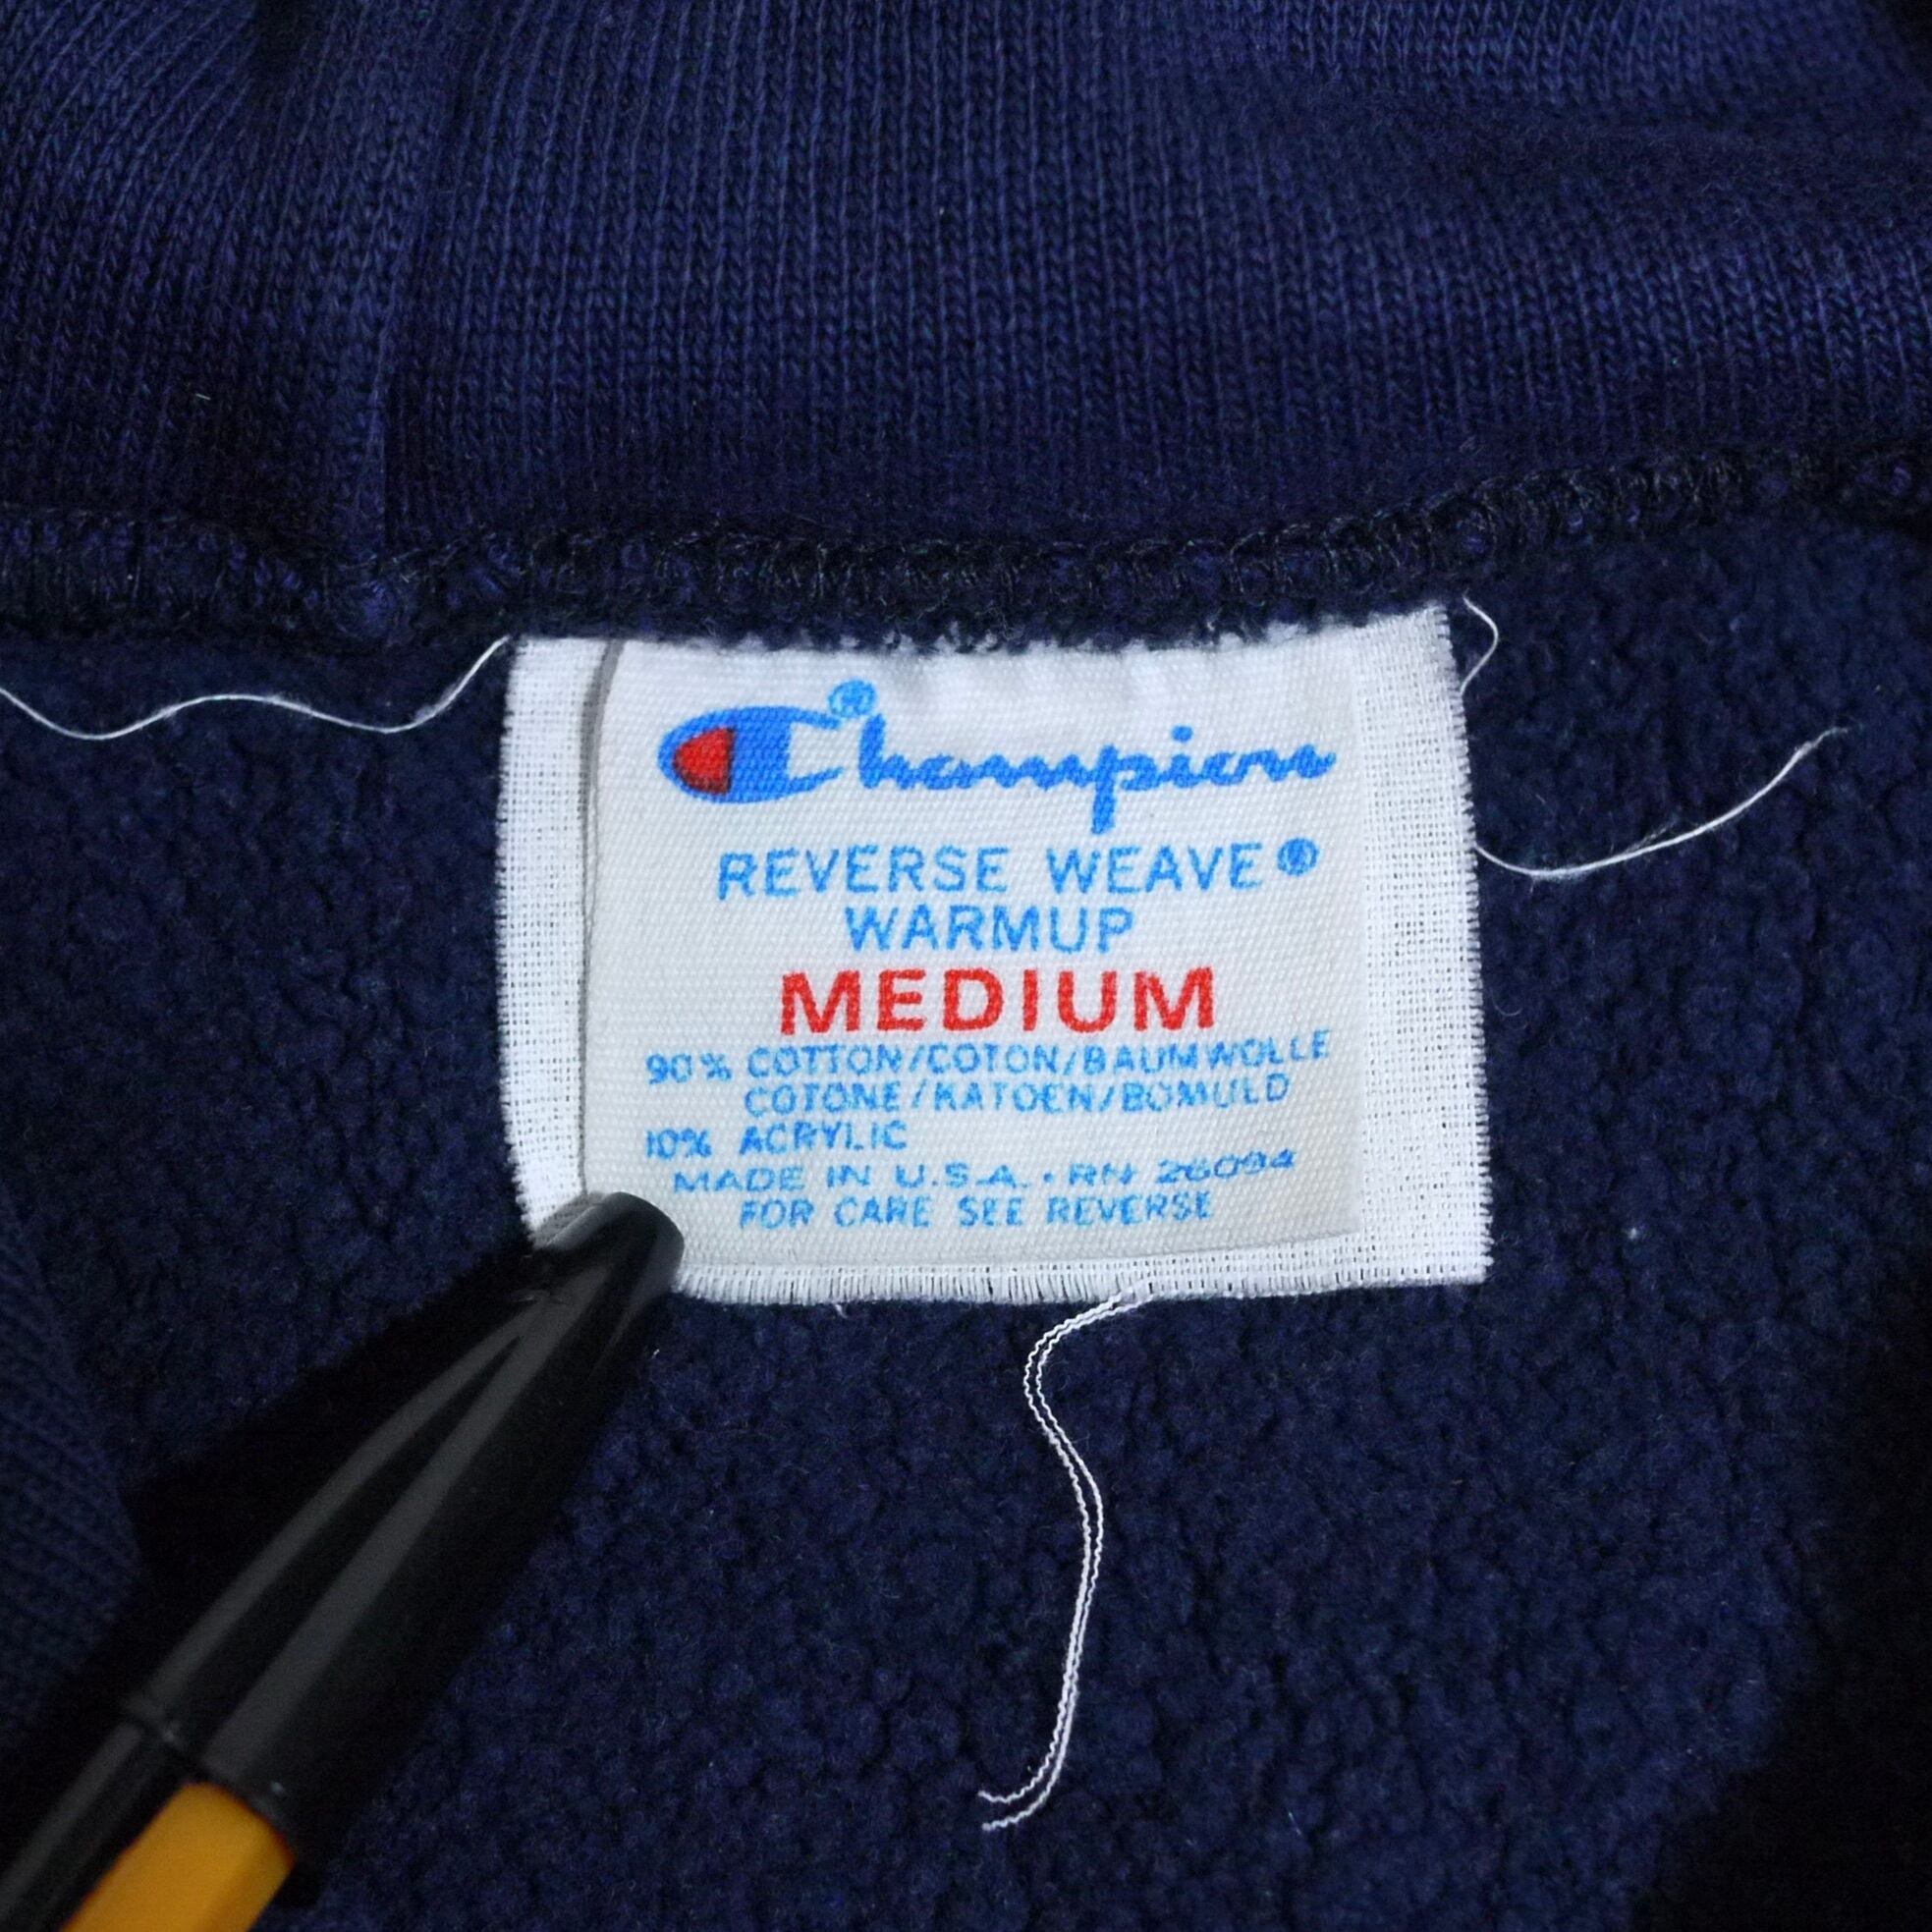 Champion®
REVERSE WEAVE®
WARMUP
MEDIUM
90% COTTON/COTON/BAUMWOLLE
COTONE/KATOEN/BOMULD
10% ACRYLIC
MADE IN U.S.A. · RN 26094
FOR CARE SEE REVERSE